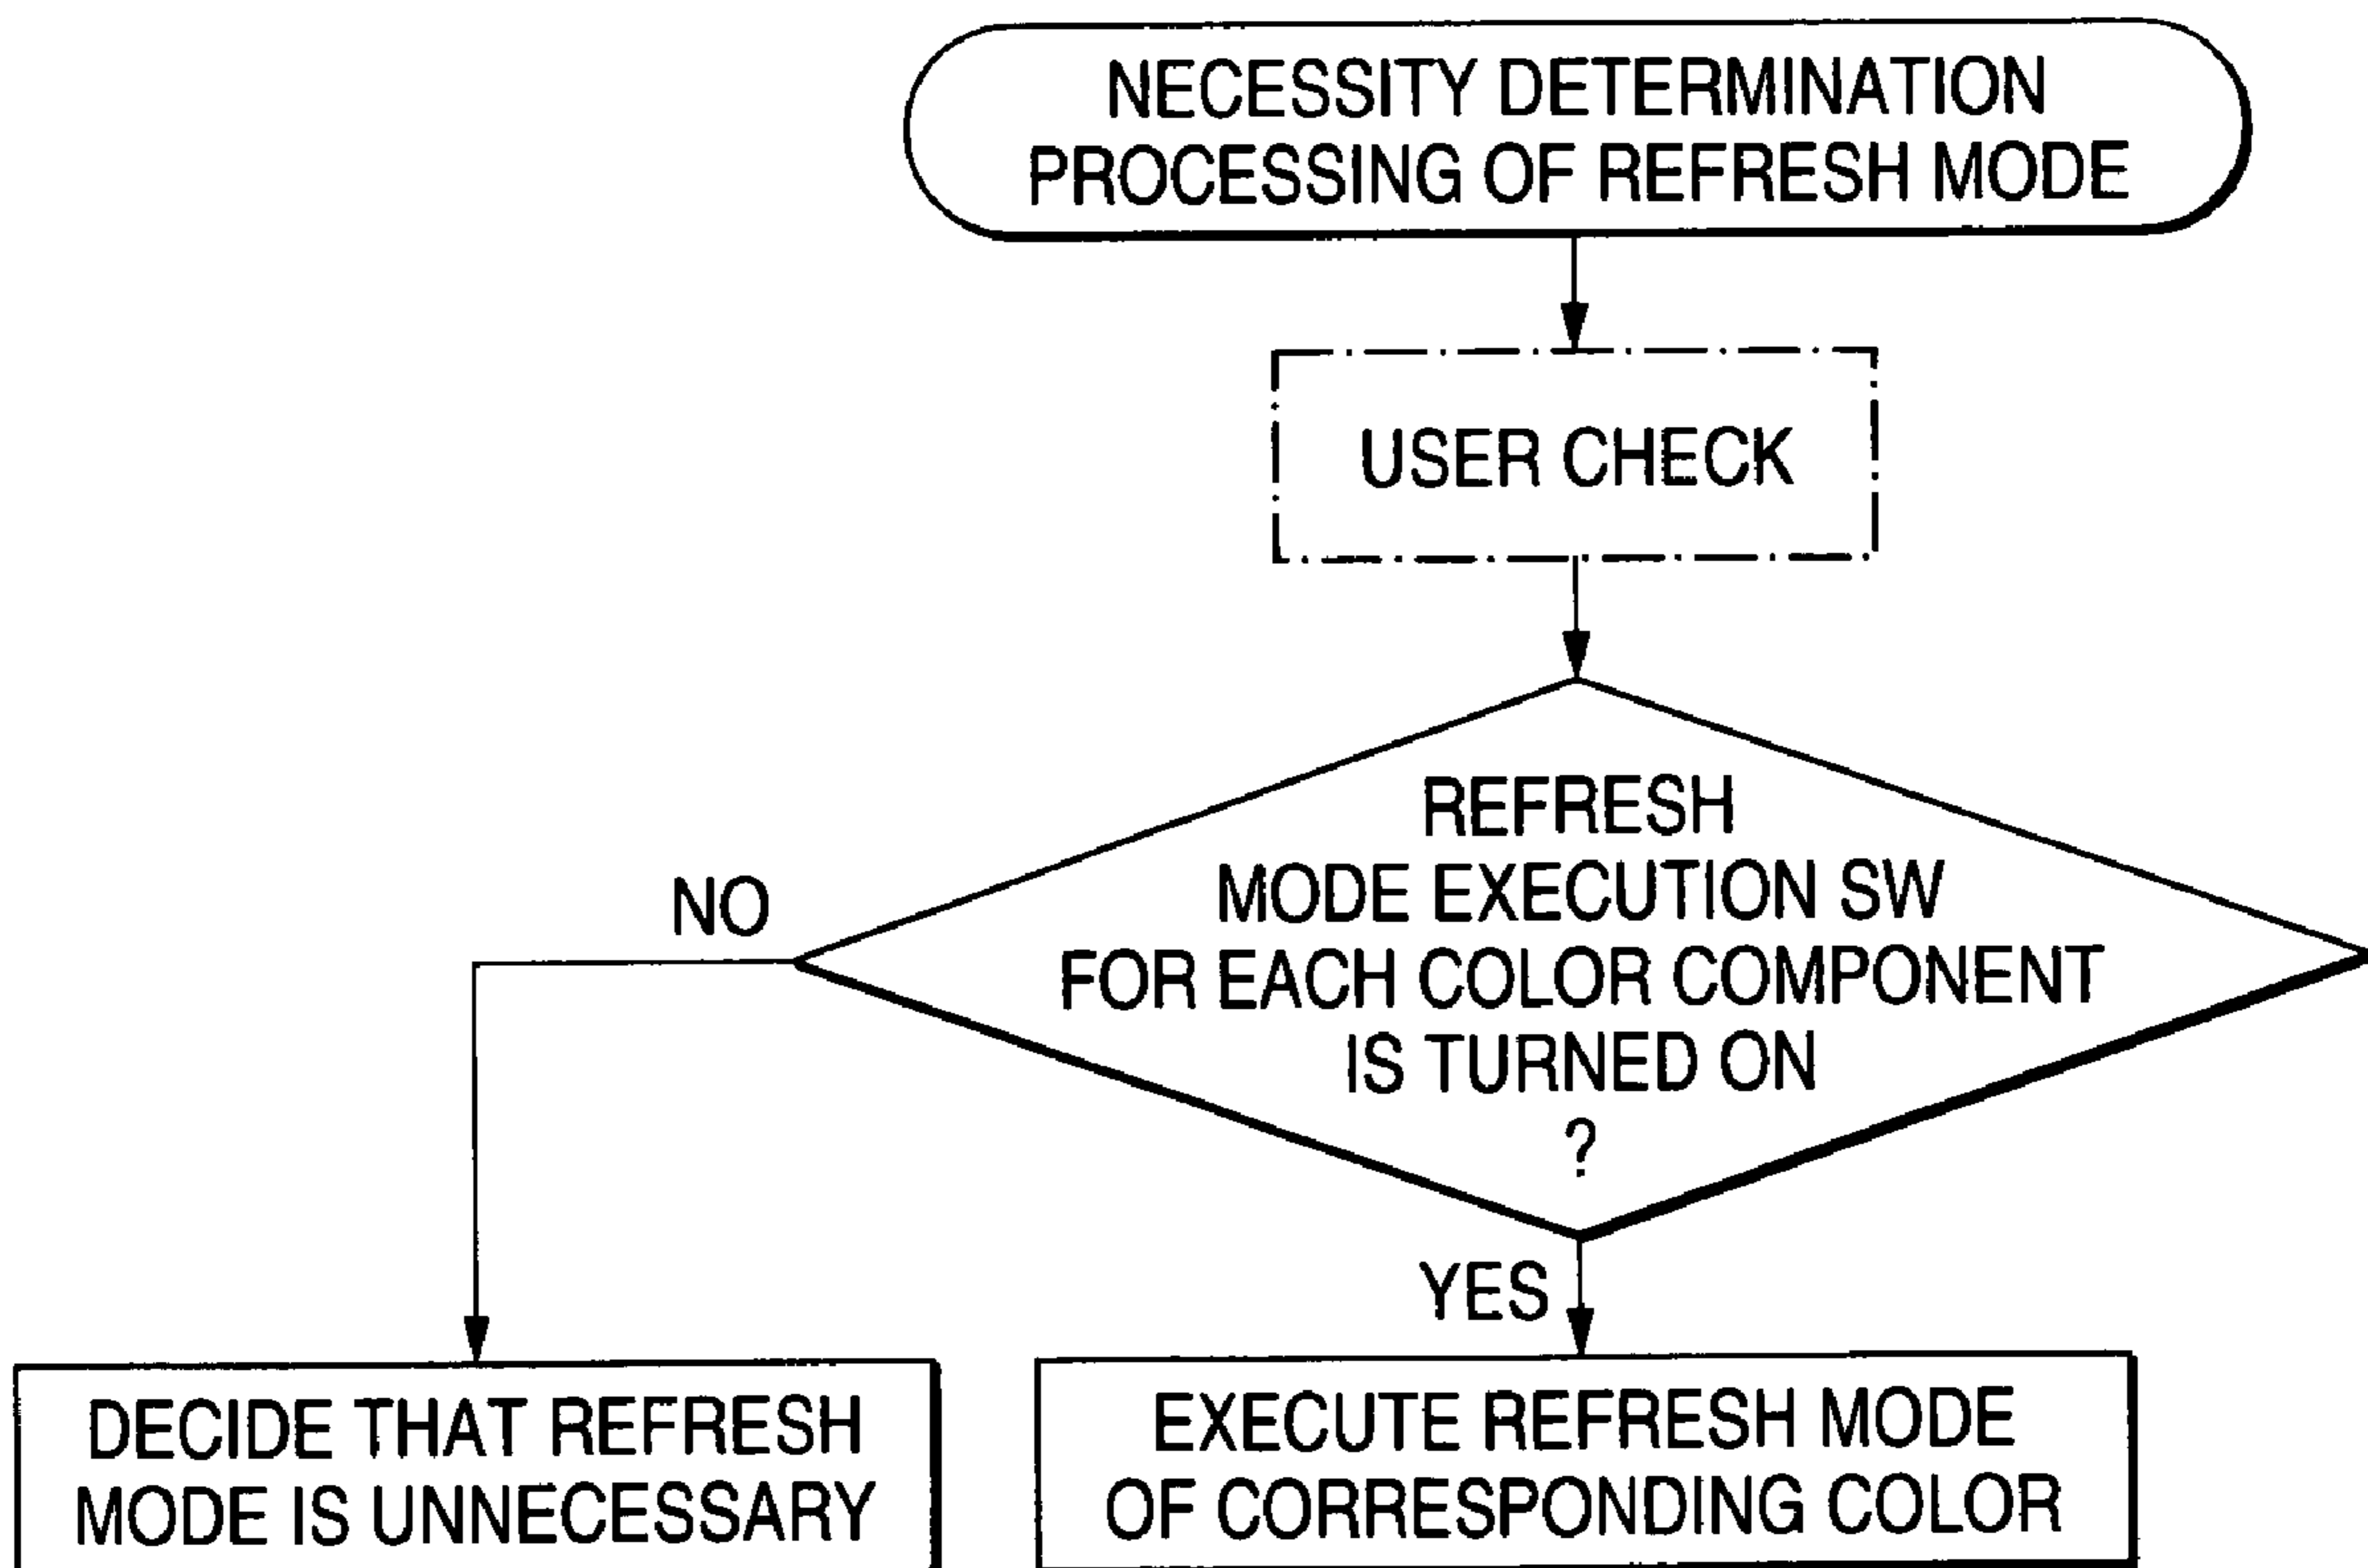 NECESSITY DETERMINATION
PROCESSING OF REFRESH MODE
USER CHECK
REFRESH
MODE EXECUTION SW
FOR EACH COLOR COMPONENT
IS TURNED ON
?
NO
YES
DECIDE THAT REFRESH
MODE IS UNNECESSARY
EXECUTE REFRESH MODE
OF CORRESPONDING COLOR